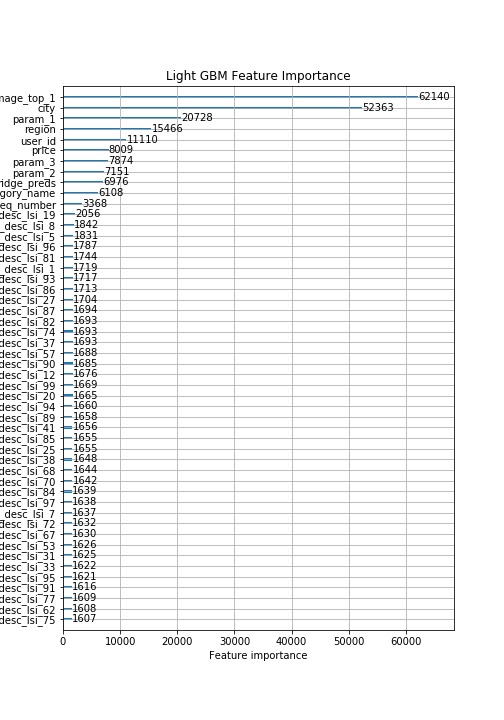 Light GBM Feature Importance
mage_top_1 62140
city 52363
param_1 20728
region 15466
user_id 11110
price 8009
param_3 7874
param_2 7151
ridge_preds 6976
gory_name 6108
eq_number 3368
desc_lsi_19 2056
desc_lsi_8 1842
desc_lsi_5 1831
desc_lsi_96 1787
desc_lsi_81 1744
desc_lsi_1 1719
desc_lsi_93 1717
desc_lsi_86 1713
desc_lsi_27 1704
desc_lsi_87 1694
desc_lsi_82 1693
desc_lsi_74 1693
desc_lsi_37 1693
desc_lsi_57 1688
desc_lsi_90 1685
desc_lsi_12 1676
desc_lsi_99 1669
desc_lsi_20 1665
desc_lsi_94 1660
desc_lsi_89 1658
desc_lsi_41 1656
desc_lsi_85 1655
desc_lsi_25 1655
desc_lsi_38 1648
desc_lsi_68 1644
desc_lsi_70 1642
desc_lsi_84 1639
desc_lsi_97 1638
desc_lsi_7 1637
desc_lsi_72 1632
desc_lsi_67 1630
desc_lsi_53 1626
desc_lsi_31 1625
desc_lsi_33 1622
desc_lsi_95 1621
desc_lsi_91 1616
desc_lsi_77 1609
desc_lsi_62 1608
desc_lsi_75 1607
0 10000 20000 30000 40000 50000 60000
Feature importance